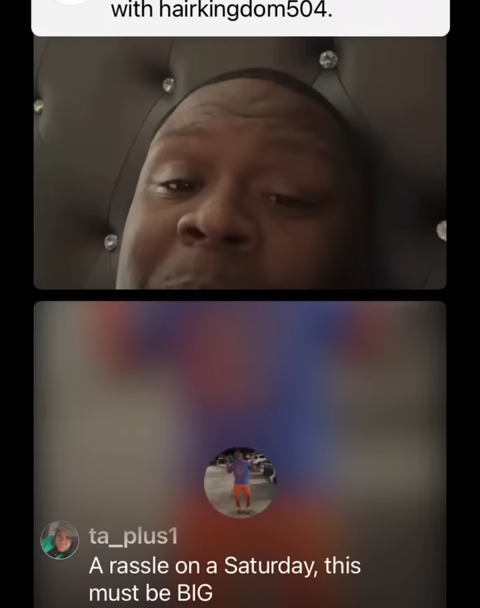 with hairkingdom504.
ta_plus1
A rassle on a Saturday, this
must be BIG